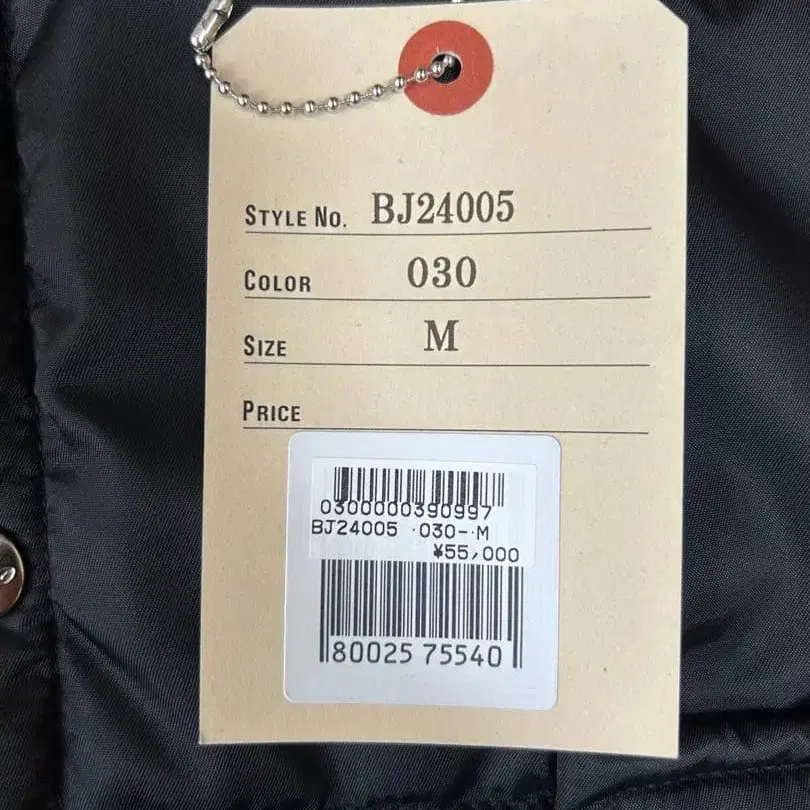 STYLE NO. BJ24005
COLOR 030
SIZE M
PRICE
0300000390997
BJ24005 ·030-·M
¥55,000
80025 75540